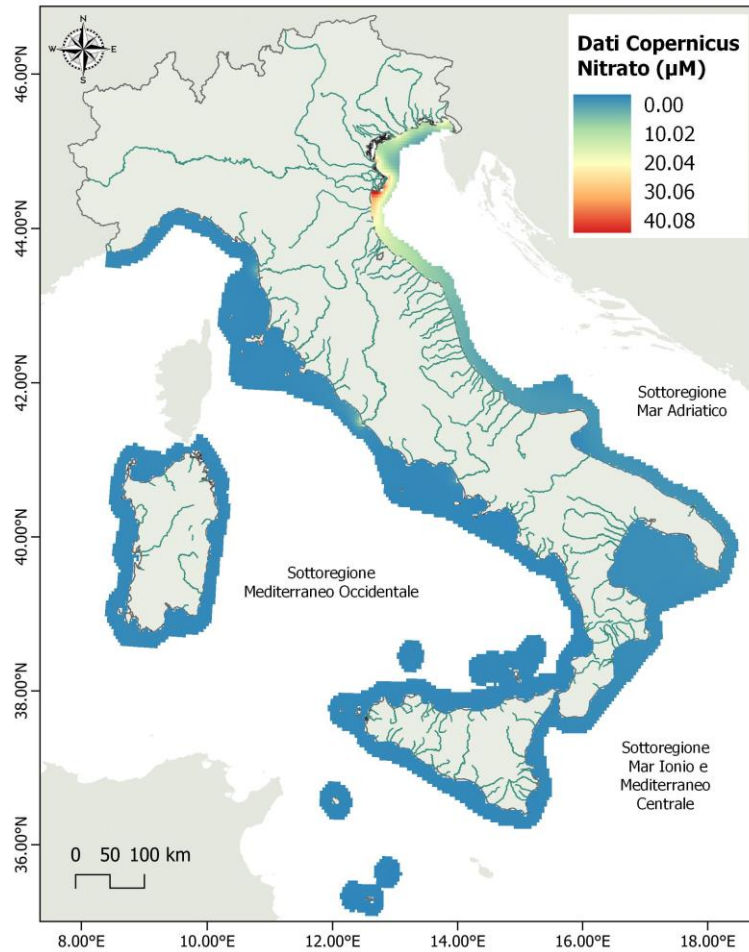 N
W
E
S
Dati Copernicus
Nitrato (µM)
0.00
10.02
20.04
30.06
40.08
46.00°N
44.00°N
42.00°N
40.00°N
38.00°N
36.00°N
Sottoregione
Mar Adriatico
Sottoregione
Mediterraneo Occidentale
Sottoregione
Mar Ionio e
Mediterraneo
Centrale
0 50 100 km
8.00°E 10.00°E 12.00°E 14.00°E 16.00°E 18.00°E